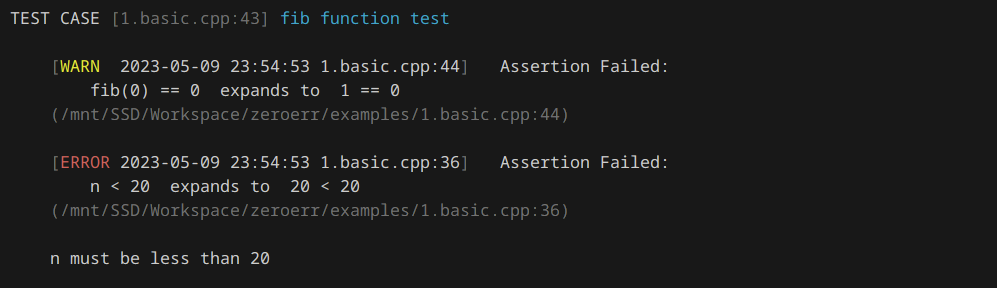 TEST CASE [1.basic.cpp:43] fib function test
[WARN  2023-05-09 23:54:53 1.basic.cpp:44]   Assertion Failed:
fib(0) == 0  expands to  1 == 0
(/mnt/SSD/Workspace/zeroerr/examples/1.basic.cpp:44)
[ERROR 2023-05-09 23:54:53 1.basic.cpp:36]   Assertion Failed:
n < 20  expands to  20 < 20
(/mnt/SSD/Workspace/zeroerr/examples/1.basic.cpp:36)
n must be less than 20